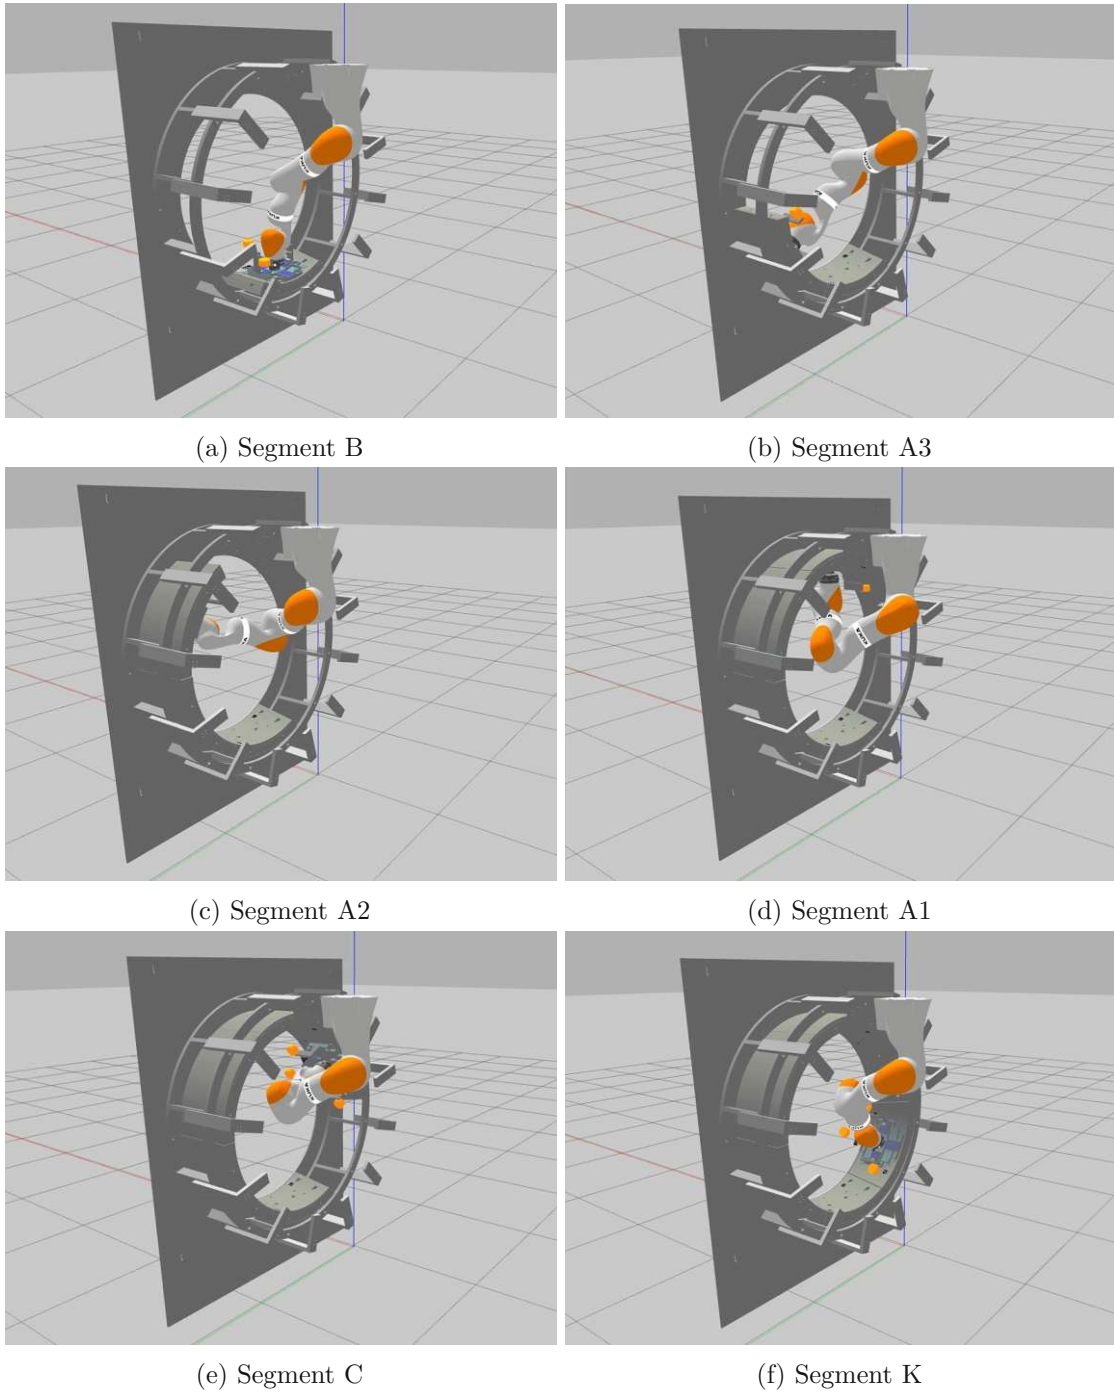 (a) Segment B
(b) Segment A3
(c) Segment A2
(d) Segment A1
(e) Segment C
(f) Segment K